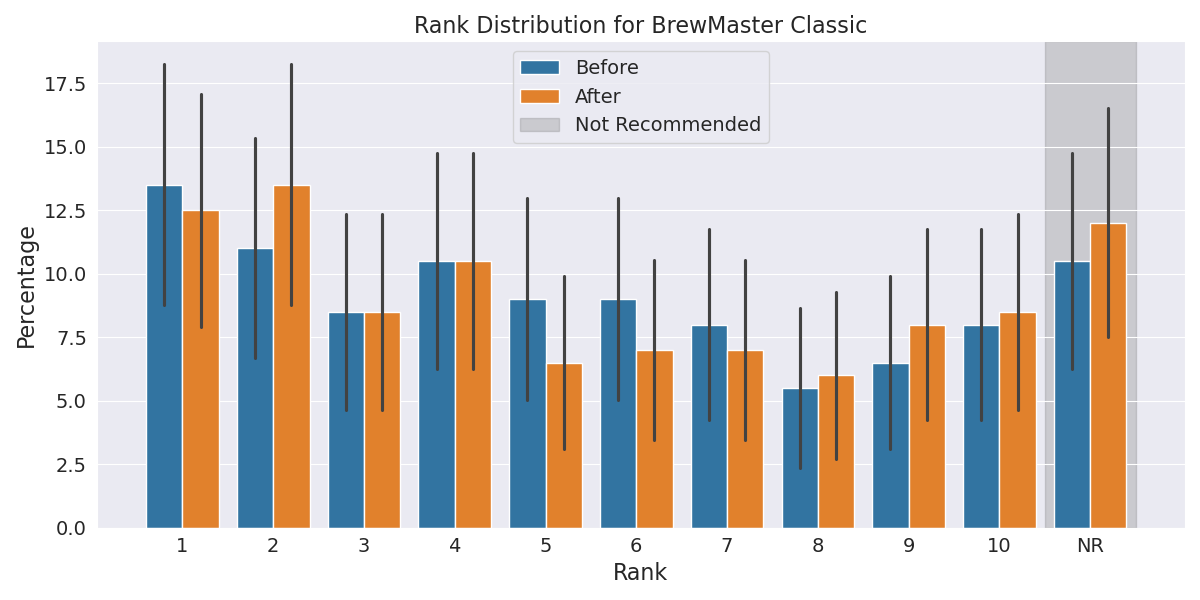 Rank Distribution for BrewMaster Classic
Before
After
Not Recommended
Percentage
17.5
15.0
12.5
10.0
7.5
5.0
2.5
0.0
1 2 3 4 5 6 7 8 9 10 NR
Rank